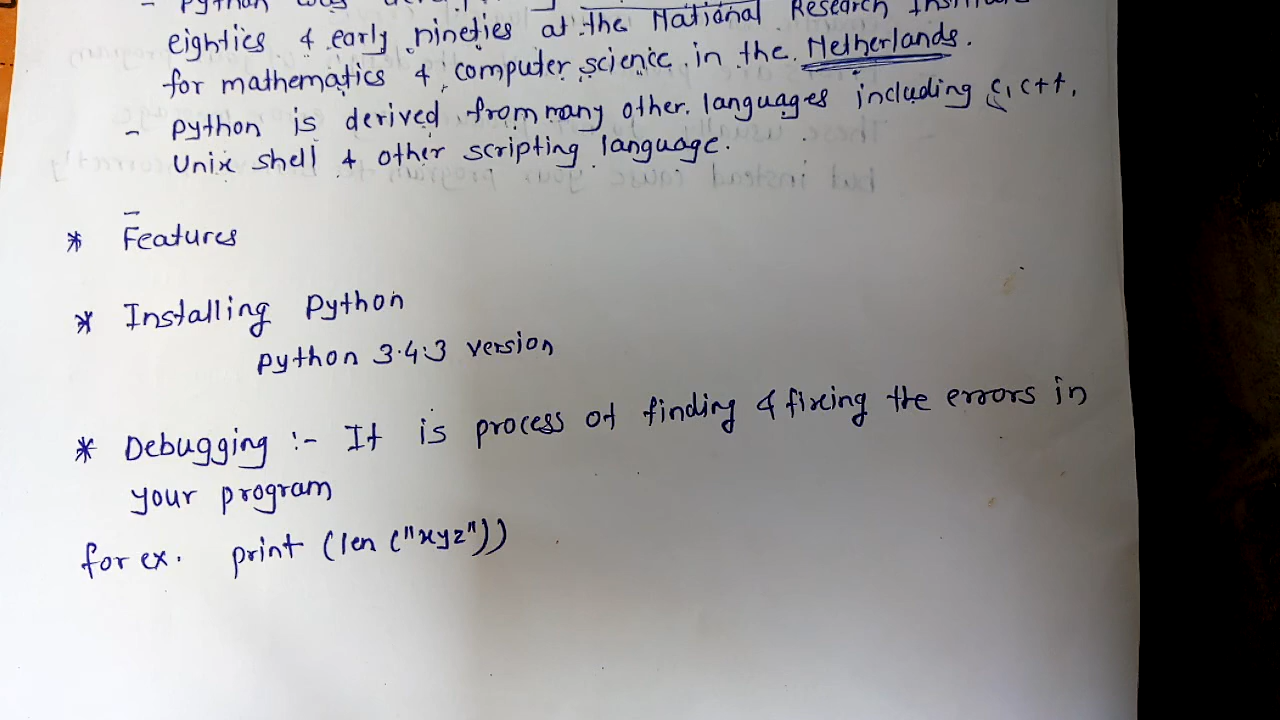 - Python was
eighties & early nineties at the National Research
for mathematics & computer science in the Netherlands.
- Python is derived from many other languages including C, C++,
Unix shell & other scripting language.
* Features
* Installing Python
Python 3.4.3 version
* Debugging :- It is process of finding & fixing the errors in
your program
for ex. print (len ("xyz"))